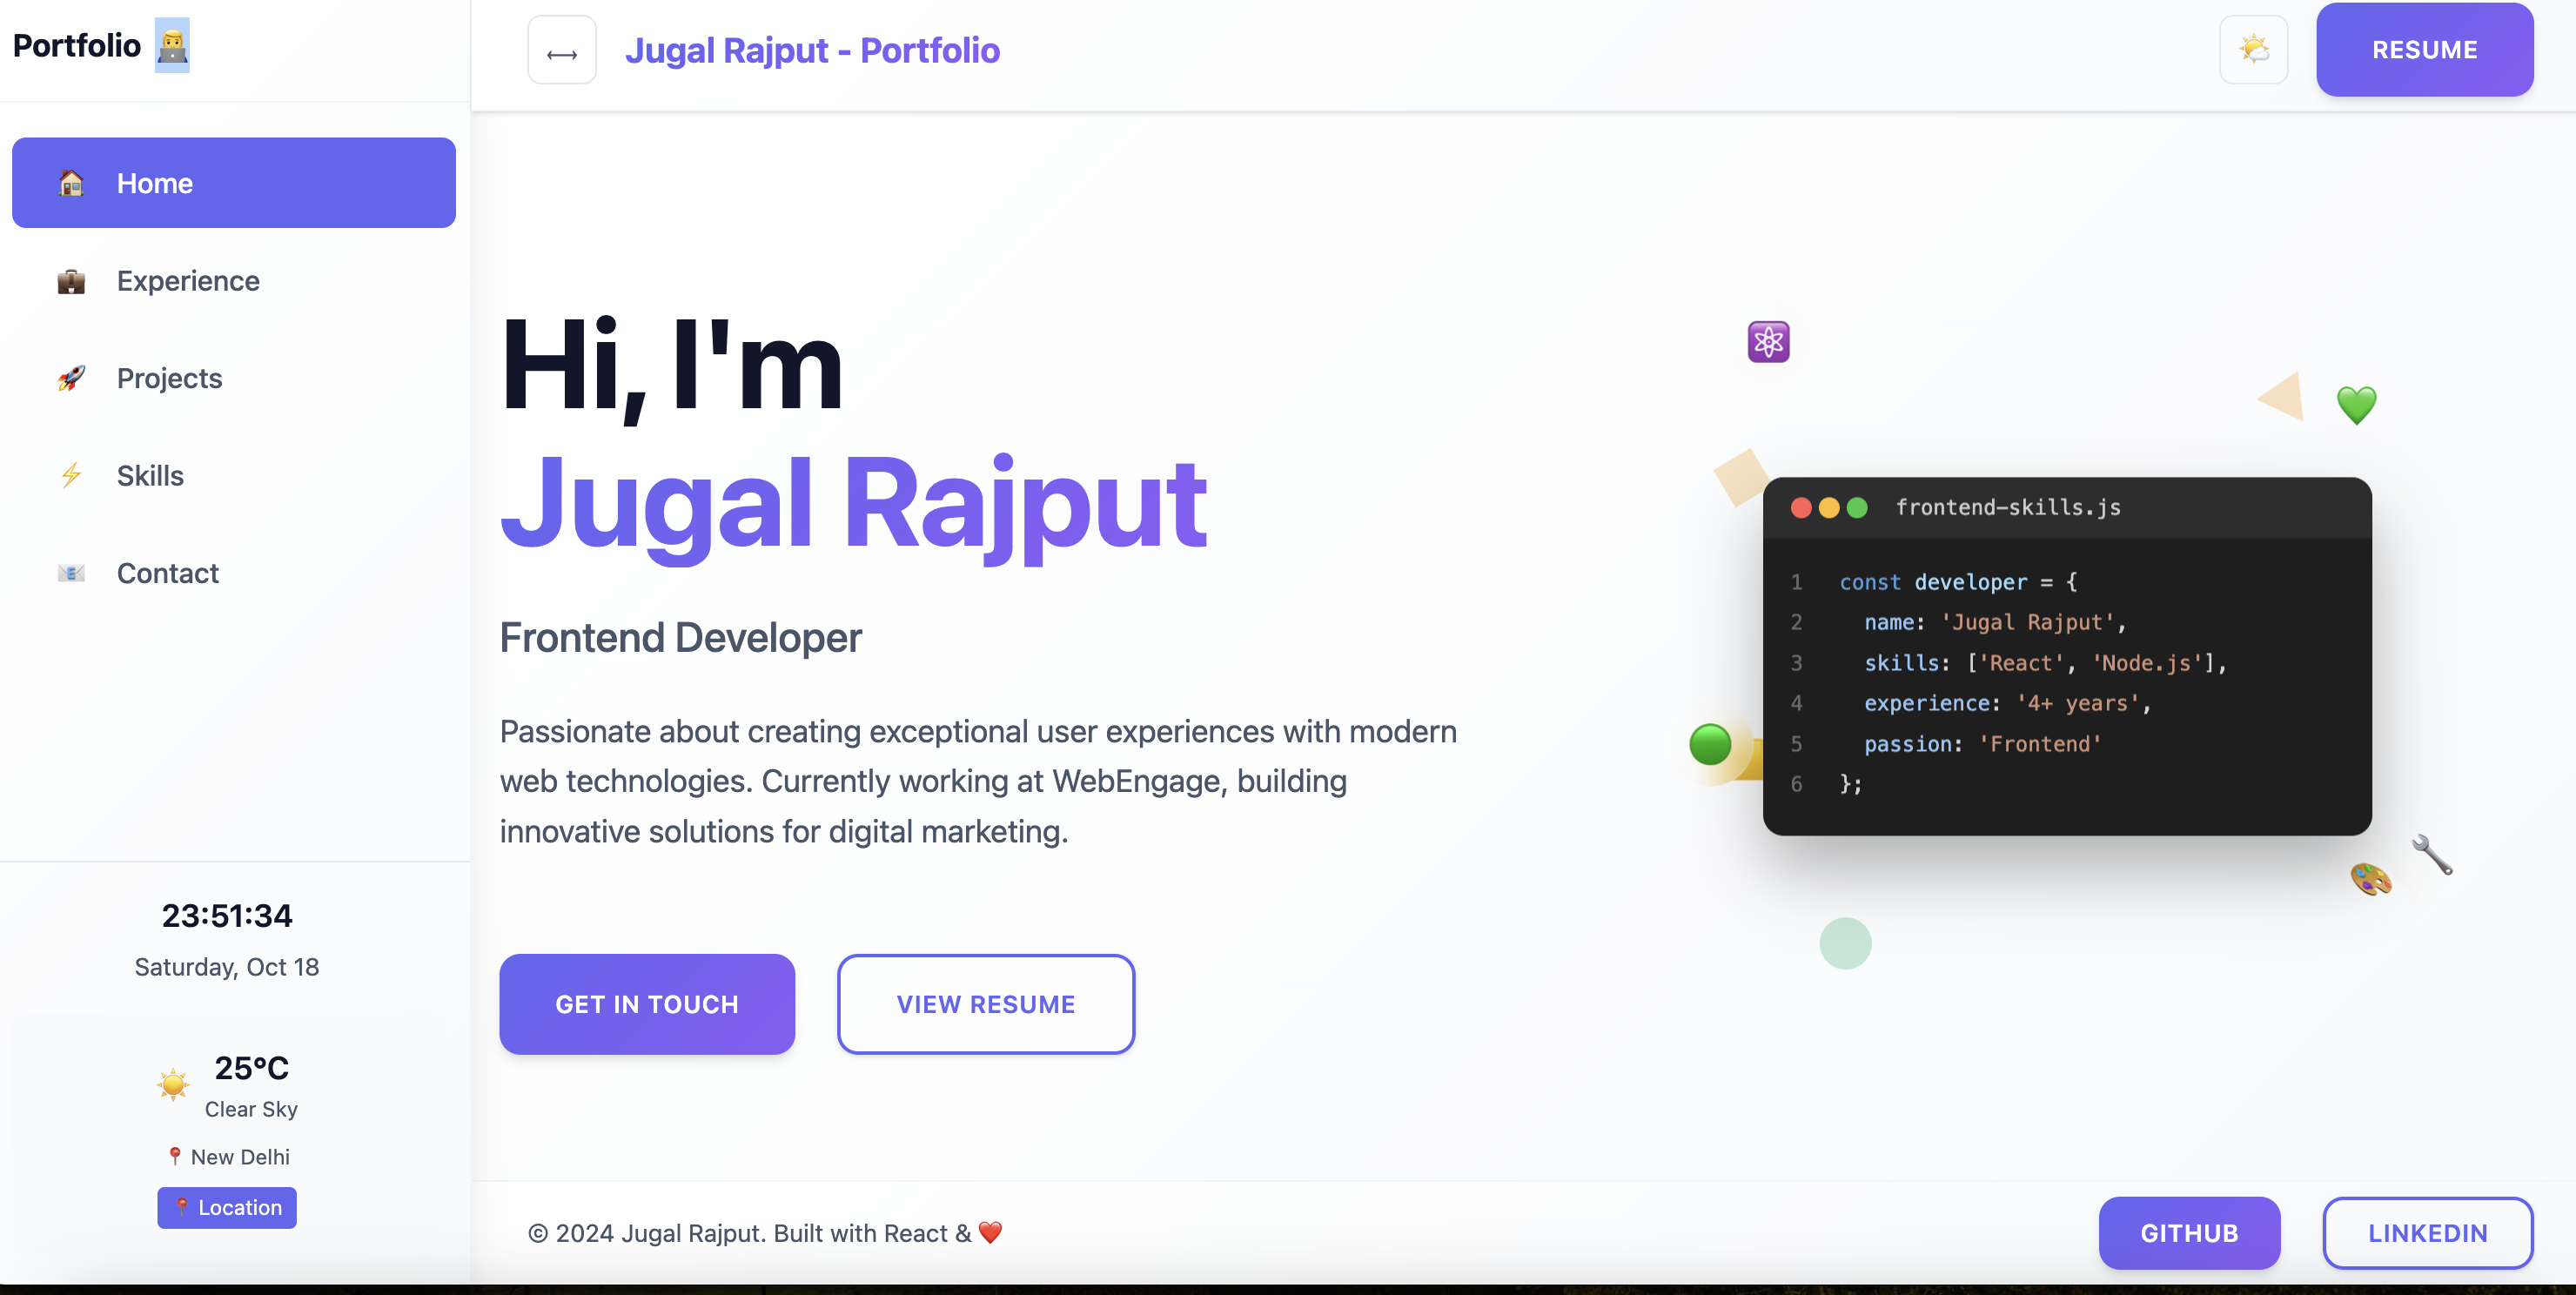 Portfolio 👨‍💻
Home
Experience
Projects
Skills
Contact
23:51:34
Saturday, Oct 18
25°C
Clear Sky
📍 New Delhi
📍 Location
Jugal Rajput - Portfolio
RESUME
Hi, I'm
Jugal Rajput
Frontend Developer
Passionate about creating exceptional user experiences with modern
web technologies. Currently working at WebEngage, building
innovative solutions for digital marketing.
GET IN TOUCH
VIEW RESUME
frontend-skills.js
1 const developer = {
2   name: 'Jugal Rajput',
3   skills: ['React', 'Node.js'],
4   experience: '4+ years',
5   passion: 'Frontend'
6 };
© 2024 Jugal Rajput. Built with React & ❤️
GITHUB
LINKEDIN